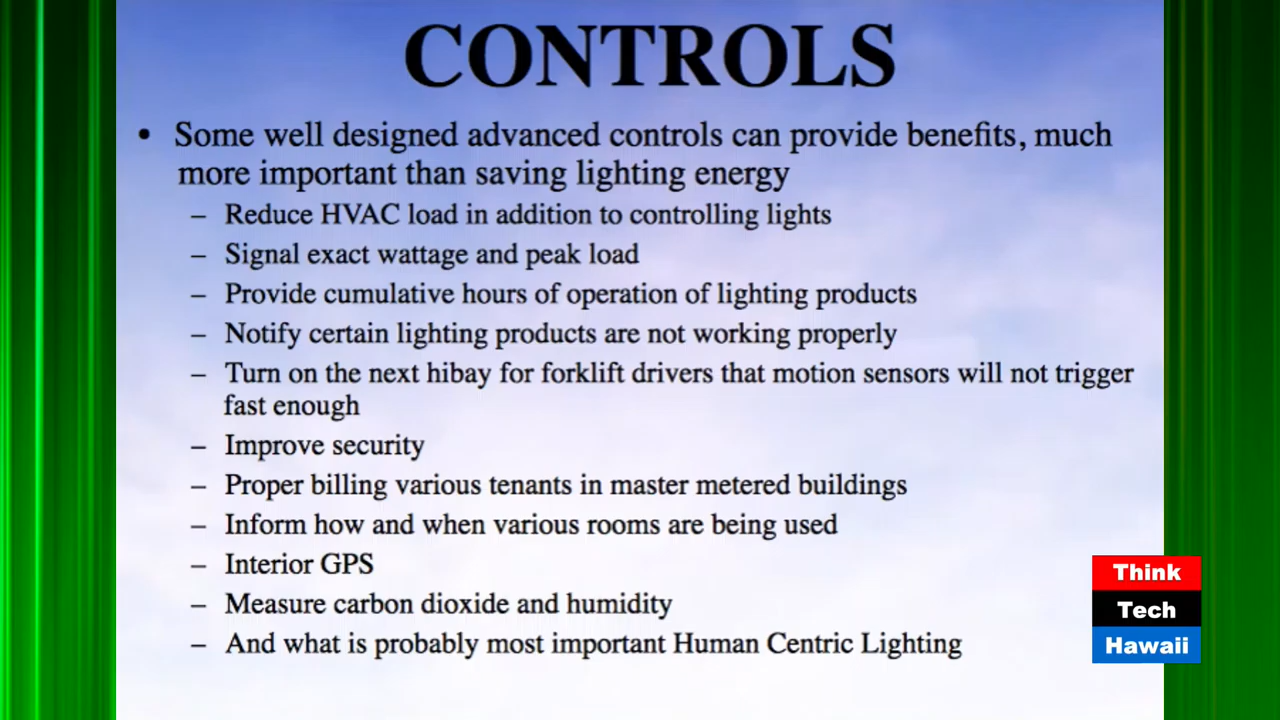 CONTROLS
• Some well designed advanced controls can provide benefits, much
more important than saving lighting energy
– Reduce HVAC load in addition to controlling lights
– Signal exact wattage and peak load
– Provide cumulative hours of operation of lighting products
– Notify certain lighting products are not working properly
– Turn on the next hibay for forklift drivers that motion sensors will not trigger
fast enough
– Improve security
– Proper billing various tenants in master metered buildings
– Inform how and when various rooms are being used
– Interior GPS
– Measure carbon dioxide and humidity
– And what is probably most important Human Centric Lighting
Think
Tech
Hawaii